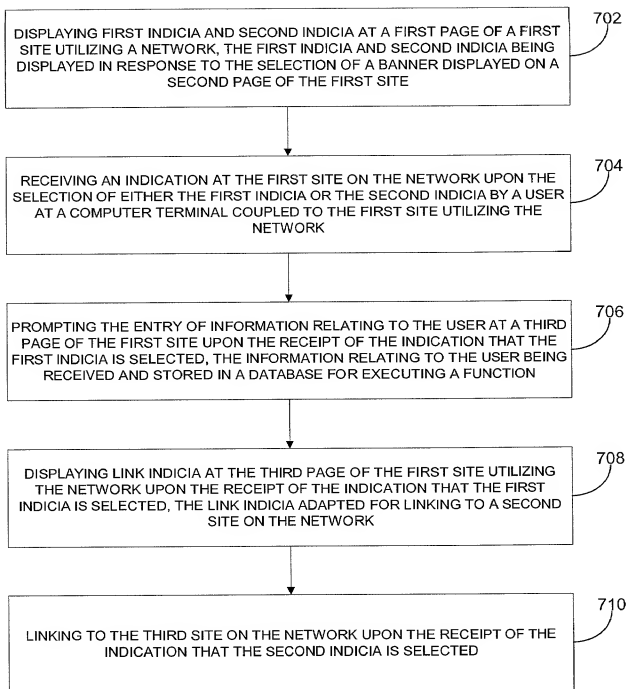 DISPLAYING FIRST INDICIA AND SECOND INDICIA AT A FIRST PAGE OF A FIRST
SITE UTILIZING A NETWORK, THE FIRST INDICIA AND SECOND INDICIA BEING
DISPLAYED IN RESPONSE TO THE SELECTION OF A BANNER DISPLAYED ON A
SECOND PAGE OF THE FIRST SITE
702
RECEIVING AN INDICATION AT THE FIRST SITE ON THE NETWORK UPON THE
SELECTION OF EITHER THE FIRST INDICIA OR THE SECOND INDICIA BY A USER
AT A COMPUTER TERMINAL COUPLED TO THE FIRST SITE UTILIZING THE
NETWORK
704
PROMPTING THE ENTRY OF INFORMATION RELATING TO THE USER AT A THIRD
PAGE OF THE FIRST SITE UPON THE RECEIPT OF THE INDICATION THAT THE
FIRST INDICIA IS SELECTED, THE INFORMATION RELATING TO THE USER BEING
RECEIVED AND STORED IN A DATABASE FOR EXECUTING A FUNCTION
706
DISPLAYING LINK INDICIA AT THE THIRD PAGE OF THE FIRST SITE UTILIZING
THE NETWORK UPON THE RECEIPT OF THE INDICATION THAT THE FIRST
INDICIA IS SELECTED, THE LINK INDICIA ADAPTED FOR LINKING TO A SECOND
SITE ON THE NETWORK
708
LINKING TO THE THIRD SITE ON THE NETWORK UPON THE RECEIPT OF THE
INDICATION THAT THE SECOND INDICIA IS SELECTED
710